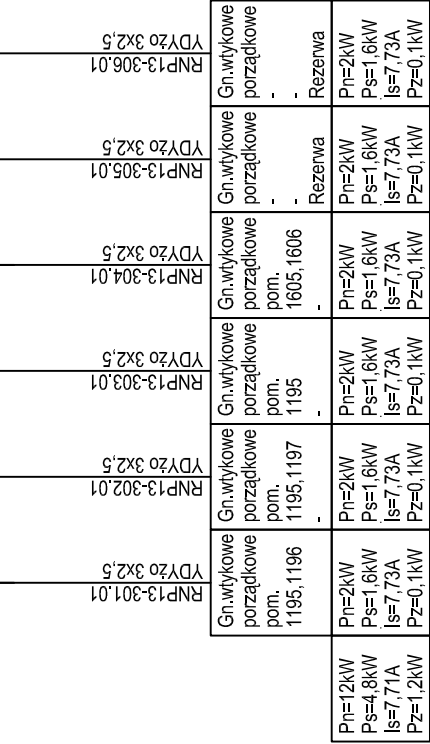 YDYżo 3x2,5
RNP13-306.01
Gn.wtykowe
porządkowe
-
-
Rezerwa
Pn=2kW
Ps=1,6kW
Is=7,73A
Pz=0,1kW
YDYżo 3x2,5
RNP13-305.01
Gn.wtykowe
porządkowe
-
-
Rezerwa
Pn=2kW
Ps=1,6kW
Is=7,73A
Pz=0,1kW
YDYżo 3x2,5
RNP13-304.01
Gn.wtykowe
porządkowe
pom.
1605,1606
-
Pn=2kW
Ps=1,6kW
Is=7,73A
Pz=0,1kW
YDYżo 3x2,5
RNP13-303.01
Gn.wtykowe
porządkowe
pom.
1195
-
Pn=2kW
Ps=1,6kW
Is=7,73A
Pz=0,1kW
YDYżo 3x2,5
RNP13-302.01
Gn.wtykowe
porządkowe
pom.
1195,1197
-
Pn=2kW
Ps=1,6kW
Is=7,73A
Pz=0,1kW
YDYżo 3x2,5
RNP13-301.01
Gn.wtykowe
porządkowe
pom.
1195,1196
Pn=2kW
Ps=1,6kW
Is=7,73A
Pz=0,1kW
Pn=12kW
Ps=4,8kW
Is=7,71A
Pz=1,2kW